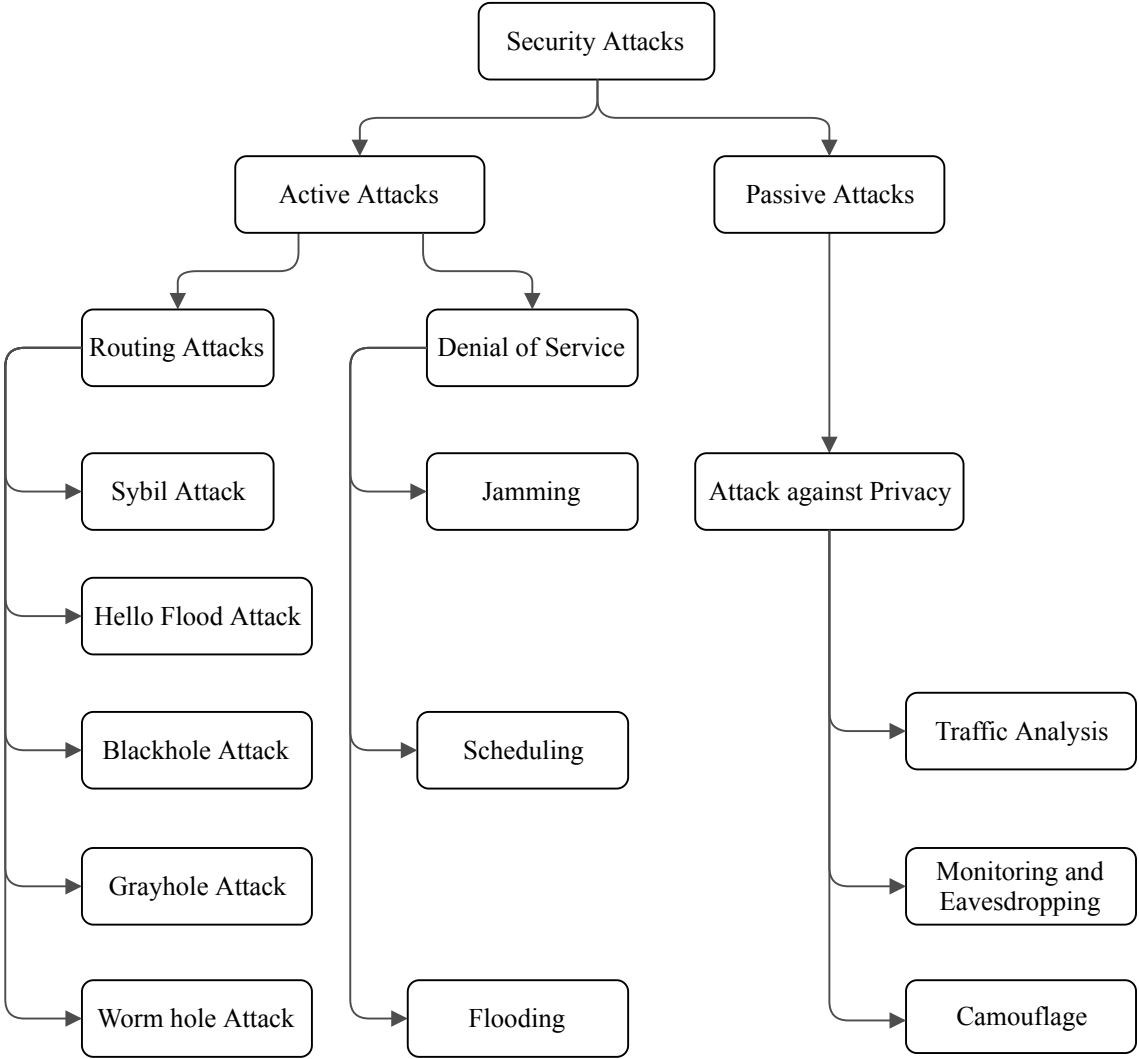 Security Attacks
Active Attacks
Passive Attacks
Routing Attacks
Denial of Service
Sybil Attack
Jamming
Attack against Privacy
Hello Flood Attack
Blackhole Attack
Scheduling
Traffic Analysis
Grayhole Attack
Monitoring and
Eavesdropping
Worm hole Attack
Flooding
Camouflage